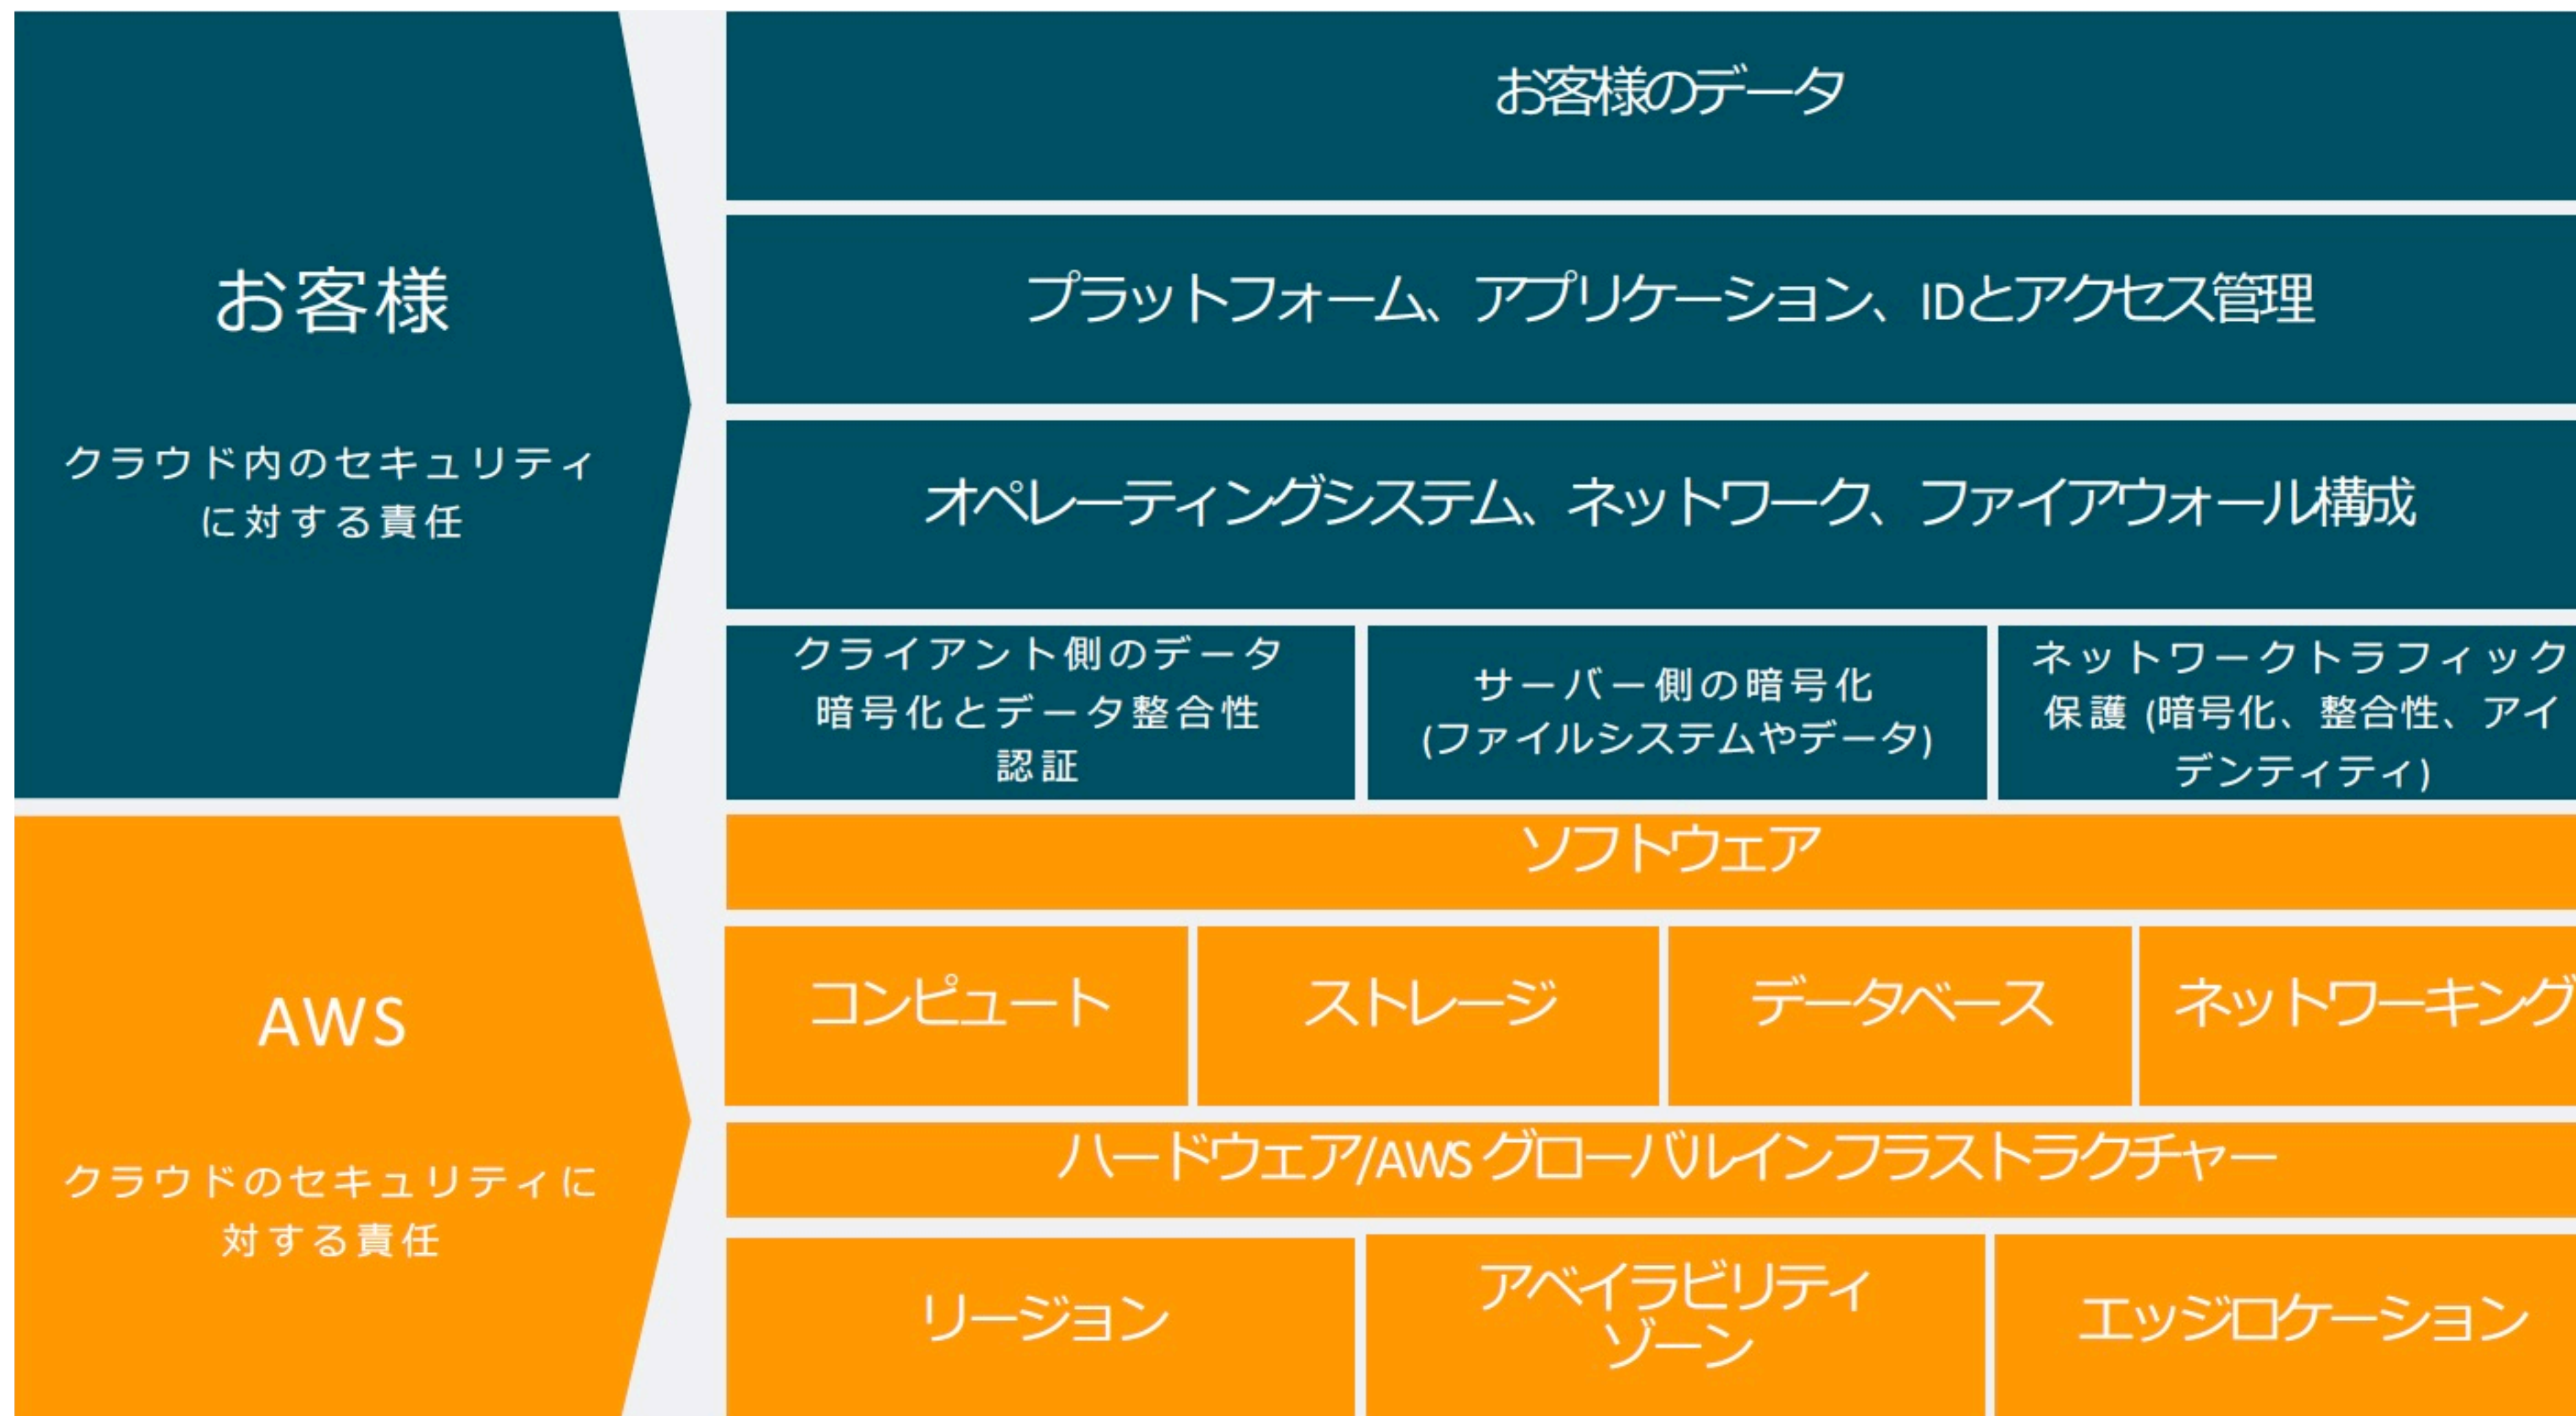 お客様
クラウド内のセキュリティ
に対する責任
お客様のデータ
プラットフォーム、アプリケーション、IDとアクセス管理
オペレーティングシステム、ネットワーク、ファイアウォール構成
クライアント側のデータ
暗号化とデータ整合性
認証
サーバー側の暗号化
(ファイルシステムやデータ)
ネットワークトラフィック
保護 (暗号化、整合性、アイ
デンティティ)
AWS
クラウドのセキュリティに
対する責任
ソフトウェア
コンピュート
ストレージ
データベース
ネットワーキング
ハードウェア/AWS グローバルインフラストラクチャー
リージョン
アベイラビリティ
ゾーン
エッジロケーション